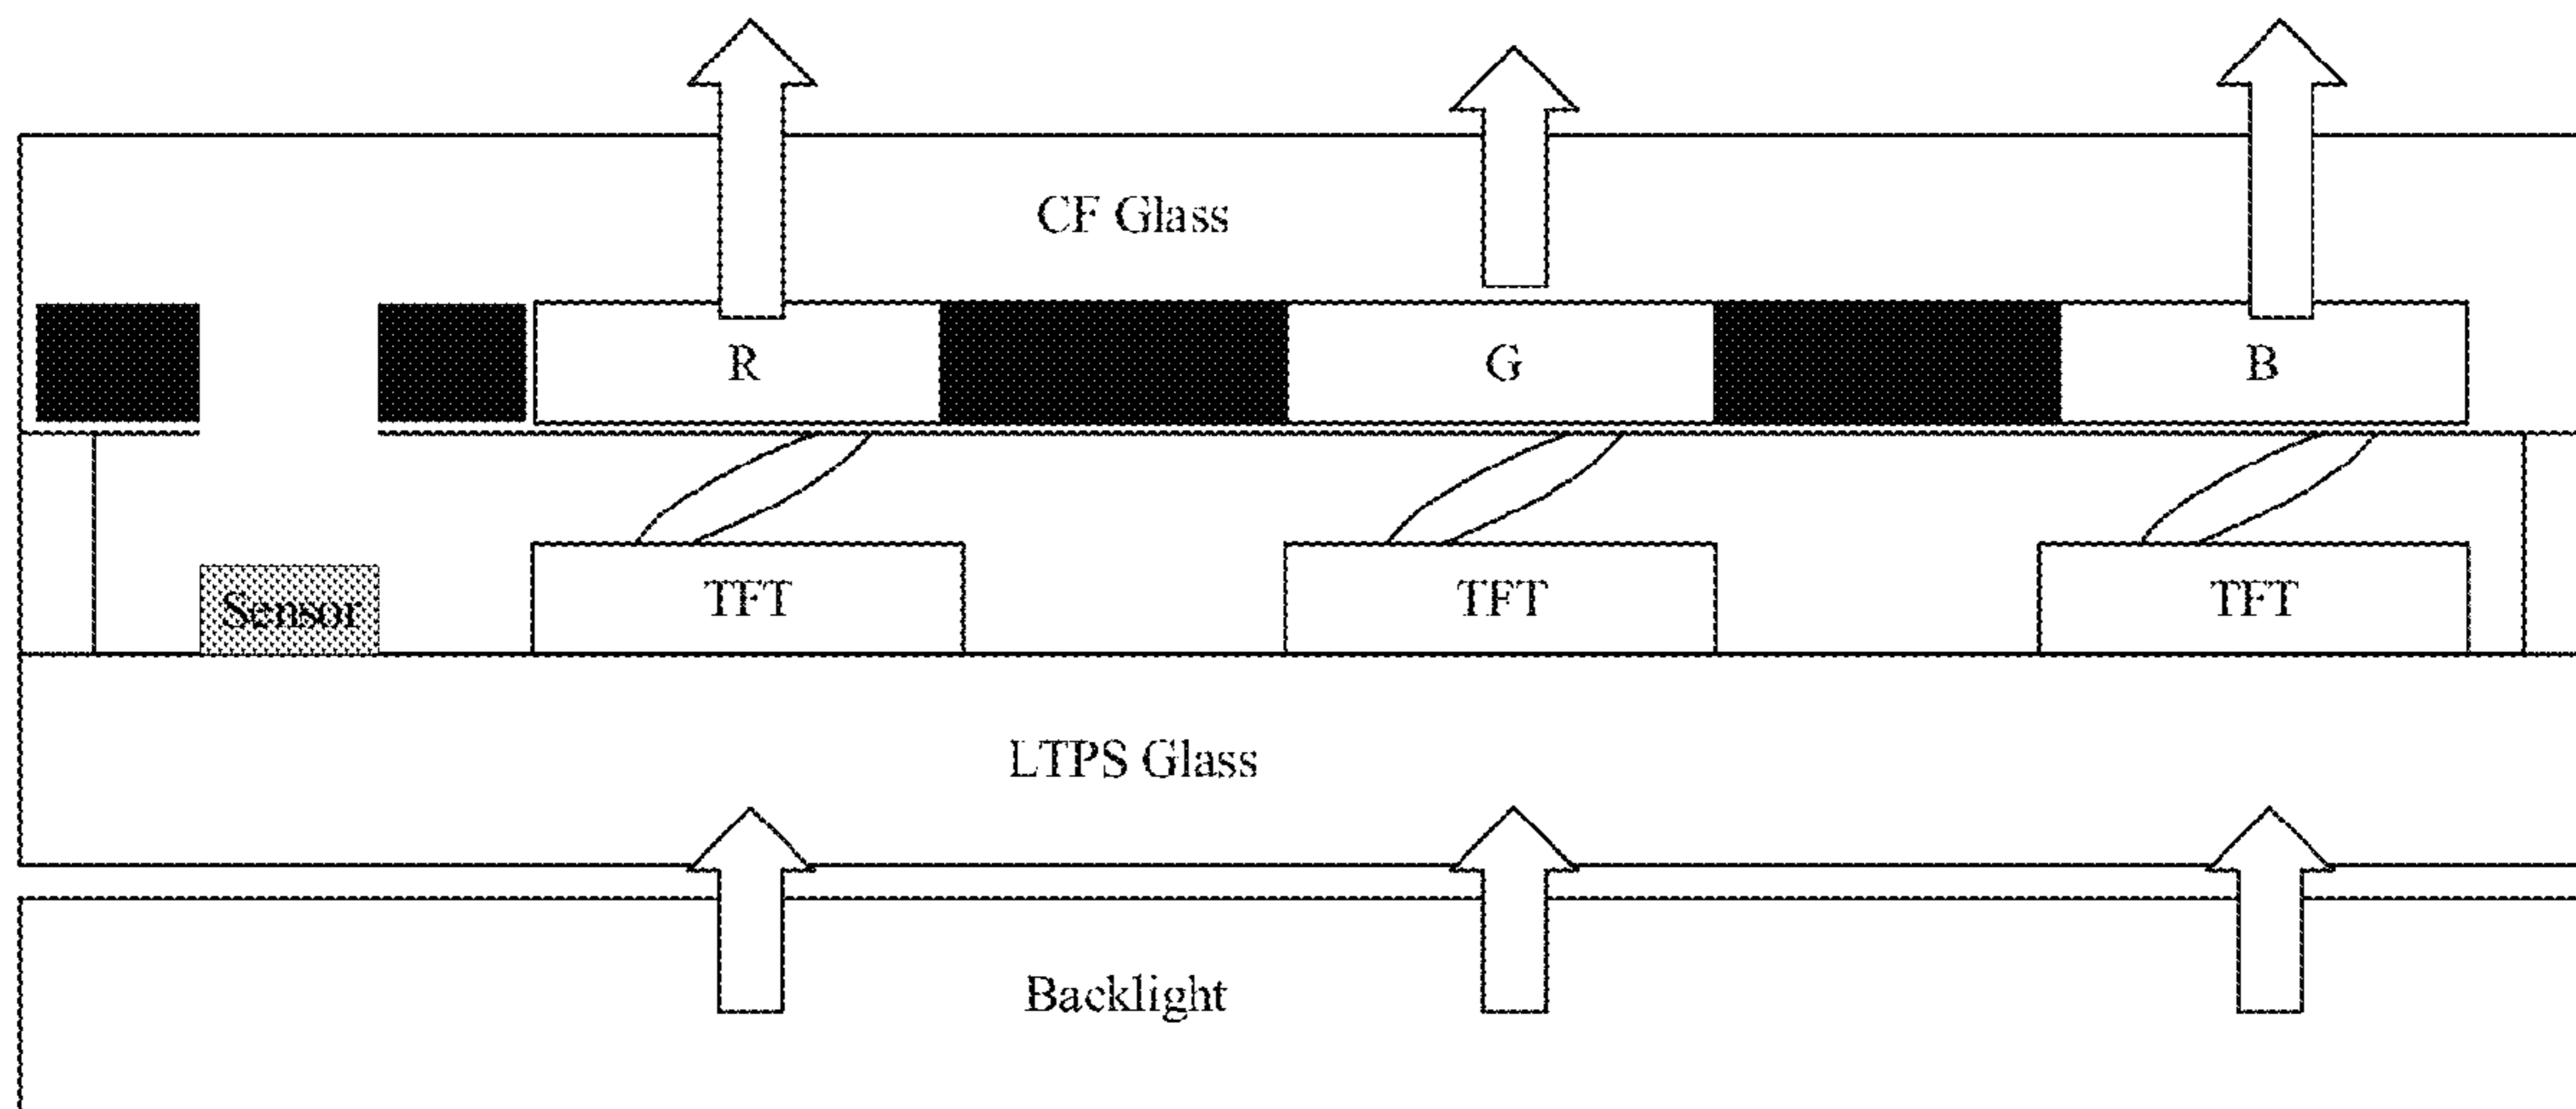 CF Glass
R G B
Sensor TFT TFT TFT
LTPS Glass
Backlight